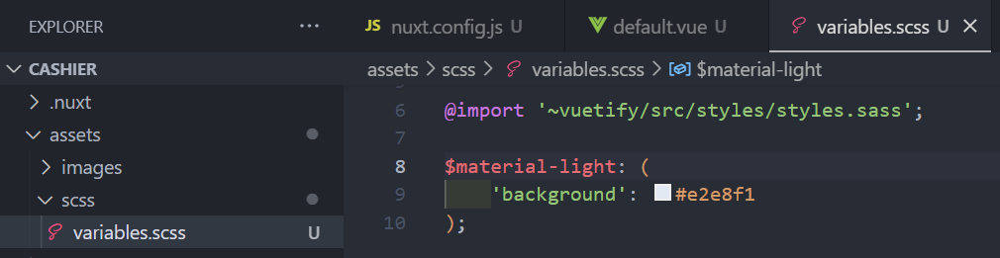 EXPLORER
···
JS nuxt.config.js U
default.vue U
variables.scss U
CASHIER
assets > scss > variables.scss > $material-light
.nuxt
assets
images
scss
variables.scss U
6 @import '~vuetify/src/styles/styles.sass';
7
8 $material-light: (
9 'background': #e2e8f1
10 );